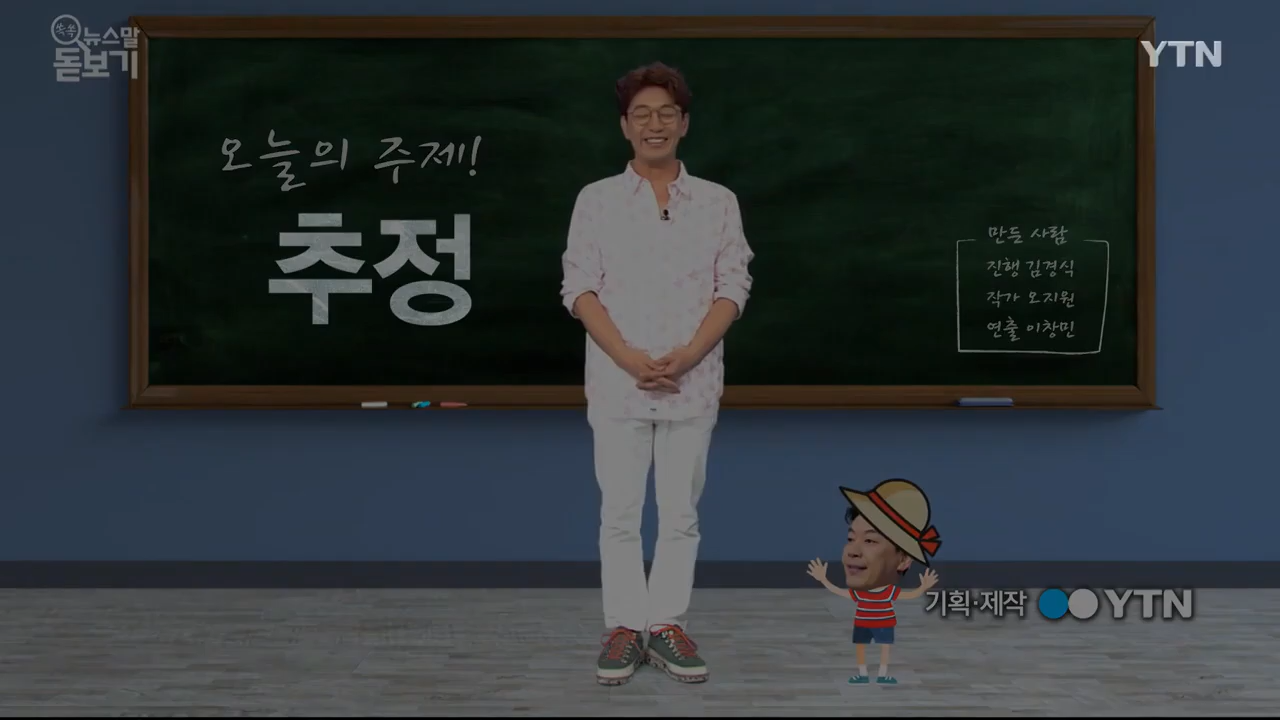 쏙쏙
뉴스말
돋보기
YTN
오늘의 주제!
추정
만든 사람
진행 김경식
작가 오지원
연출 이창민
기획·제작 YTN